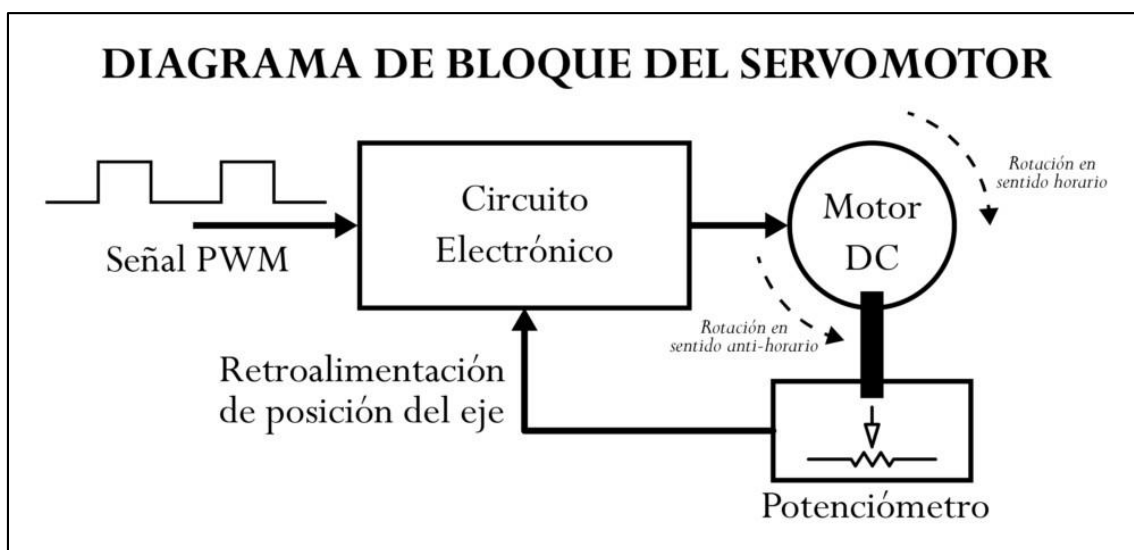 DIAGRAMA DE BLOQUE DEL SERVOMOTOR
Señal PWM
Circuito
Electrónico
Motor
DC
Rotación en
sentido horario
Rotación en
sentido anti-horario
Retroalimentación
de posición del eje
Potenciómetro